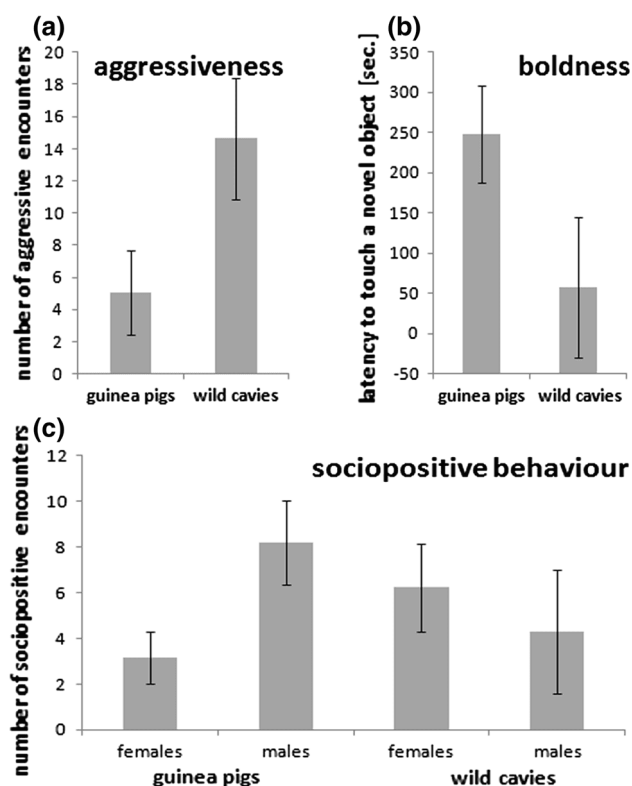 (a)
aggressiveness
number of aggressive encounters
20
18
16
14
12
10
8
6
4
2
0
guinea pigs wild cavies
(b)
boldness
latency to touch a novel object [sec.]
350
300
250
200
150
100
50
0
-50
guinea pigs wild cavies
(c)
sociopositive behaviour
number of sociopositive encounters
12
10
8
6
4
2
0
females males females males
guinea pigs wild cavies